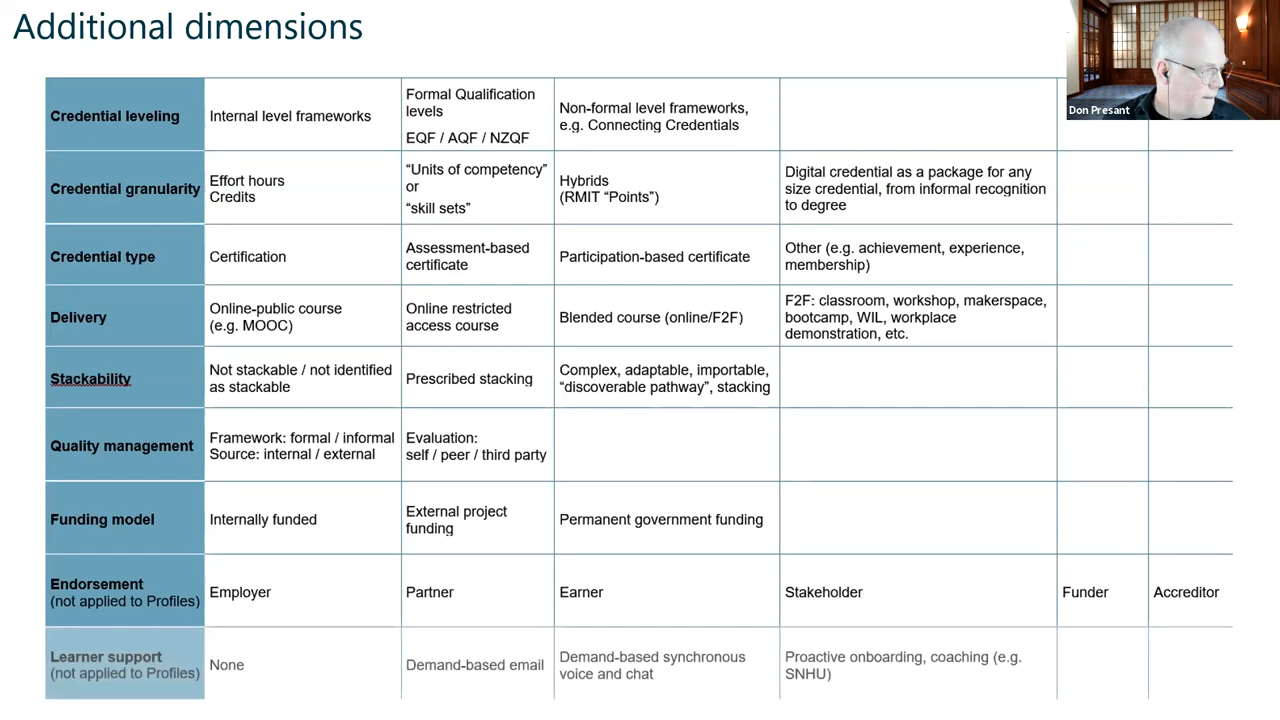 Additional dimensions
Don Presant
Credential leveling
Internal level frameworks
Formal Qualification
levels
EQF / AQF / NZQF
Non-formal level frameworks,
e.g. Connecting Credentials
Credential granularity
Effort hours
Credits
“Units of competency”
or
“skill sets”
Hybrids
(RMIT “Points”)
Digital credential as a package for any
size credential, from informal recognition
to degree
Credential type
Certification
Assessment-based
certificate
Participation-based certificate
Other (e.g. achievement, experience,
membership)
Delivery
Online-public course
(e.g. MOOC)
Online restricted
access course
Blended course (online/F2F)
F2F: classroom, workshop, makerspace,
bootcamp, WIL, workplace
demonstration, etc.
Stackability
Not stackable / not identified
as stackable
Prescribed stacking
Complex, adaptable, importable,
“discoverable pathway”, stacking
Quality management
Framework: formal / informal
Source: internal / external
Evaluation:
self / peer / third party
Funding model
Internally funded
External project
funding
Permanent government funding
Endorsement
(not applied to Profiles)
Employer
Partner
Earner
Stakeholder
Funder
Accreditor
Learner support
(not applied to Profiles)
None
Demand-based email
Demand-based synchronous
voice and chat
Proactive onboarding, coaching (e.g.
SNHU)